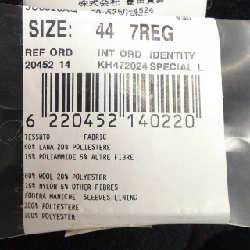 SIZE: 44 7REG
REF ORD INT ORD IDENTITY
20452 14 KH472024 SPECIAL L
6 220452 140220
TESSUTO FABRIC
60% LANA 20% POLIESTERE
15% POLIAMMIDE 5% ALTRE FIBRE
60% WOOL 20% POLYESTER
15% NYLON 5% OTHER FIBRES
FODERA MANICHE SLEEVES LINING
100% POLIESTERE
100% POLYESTER